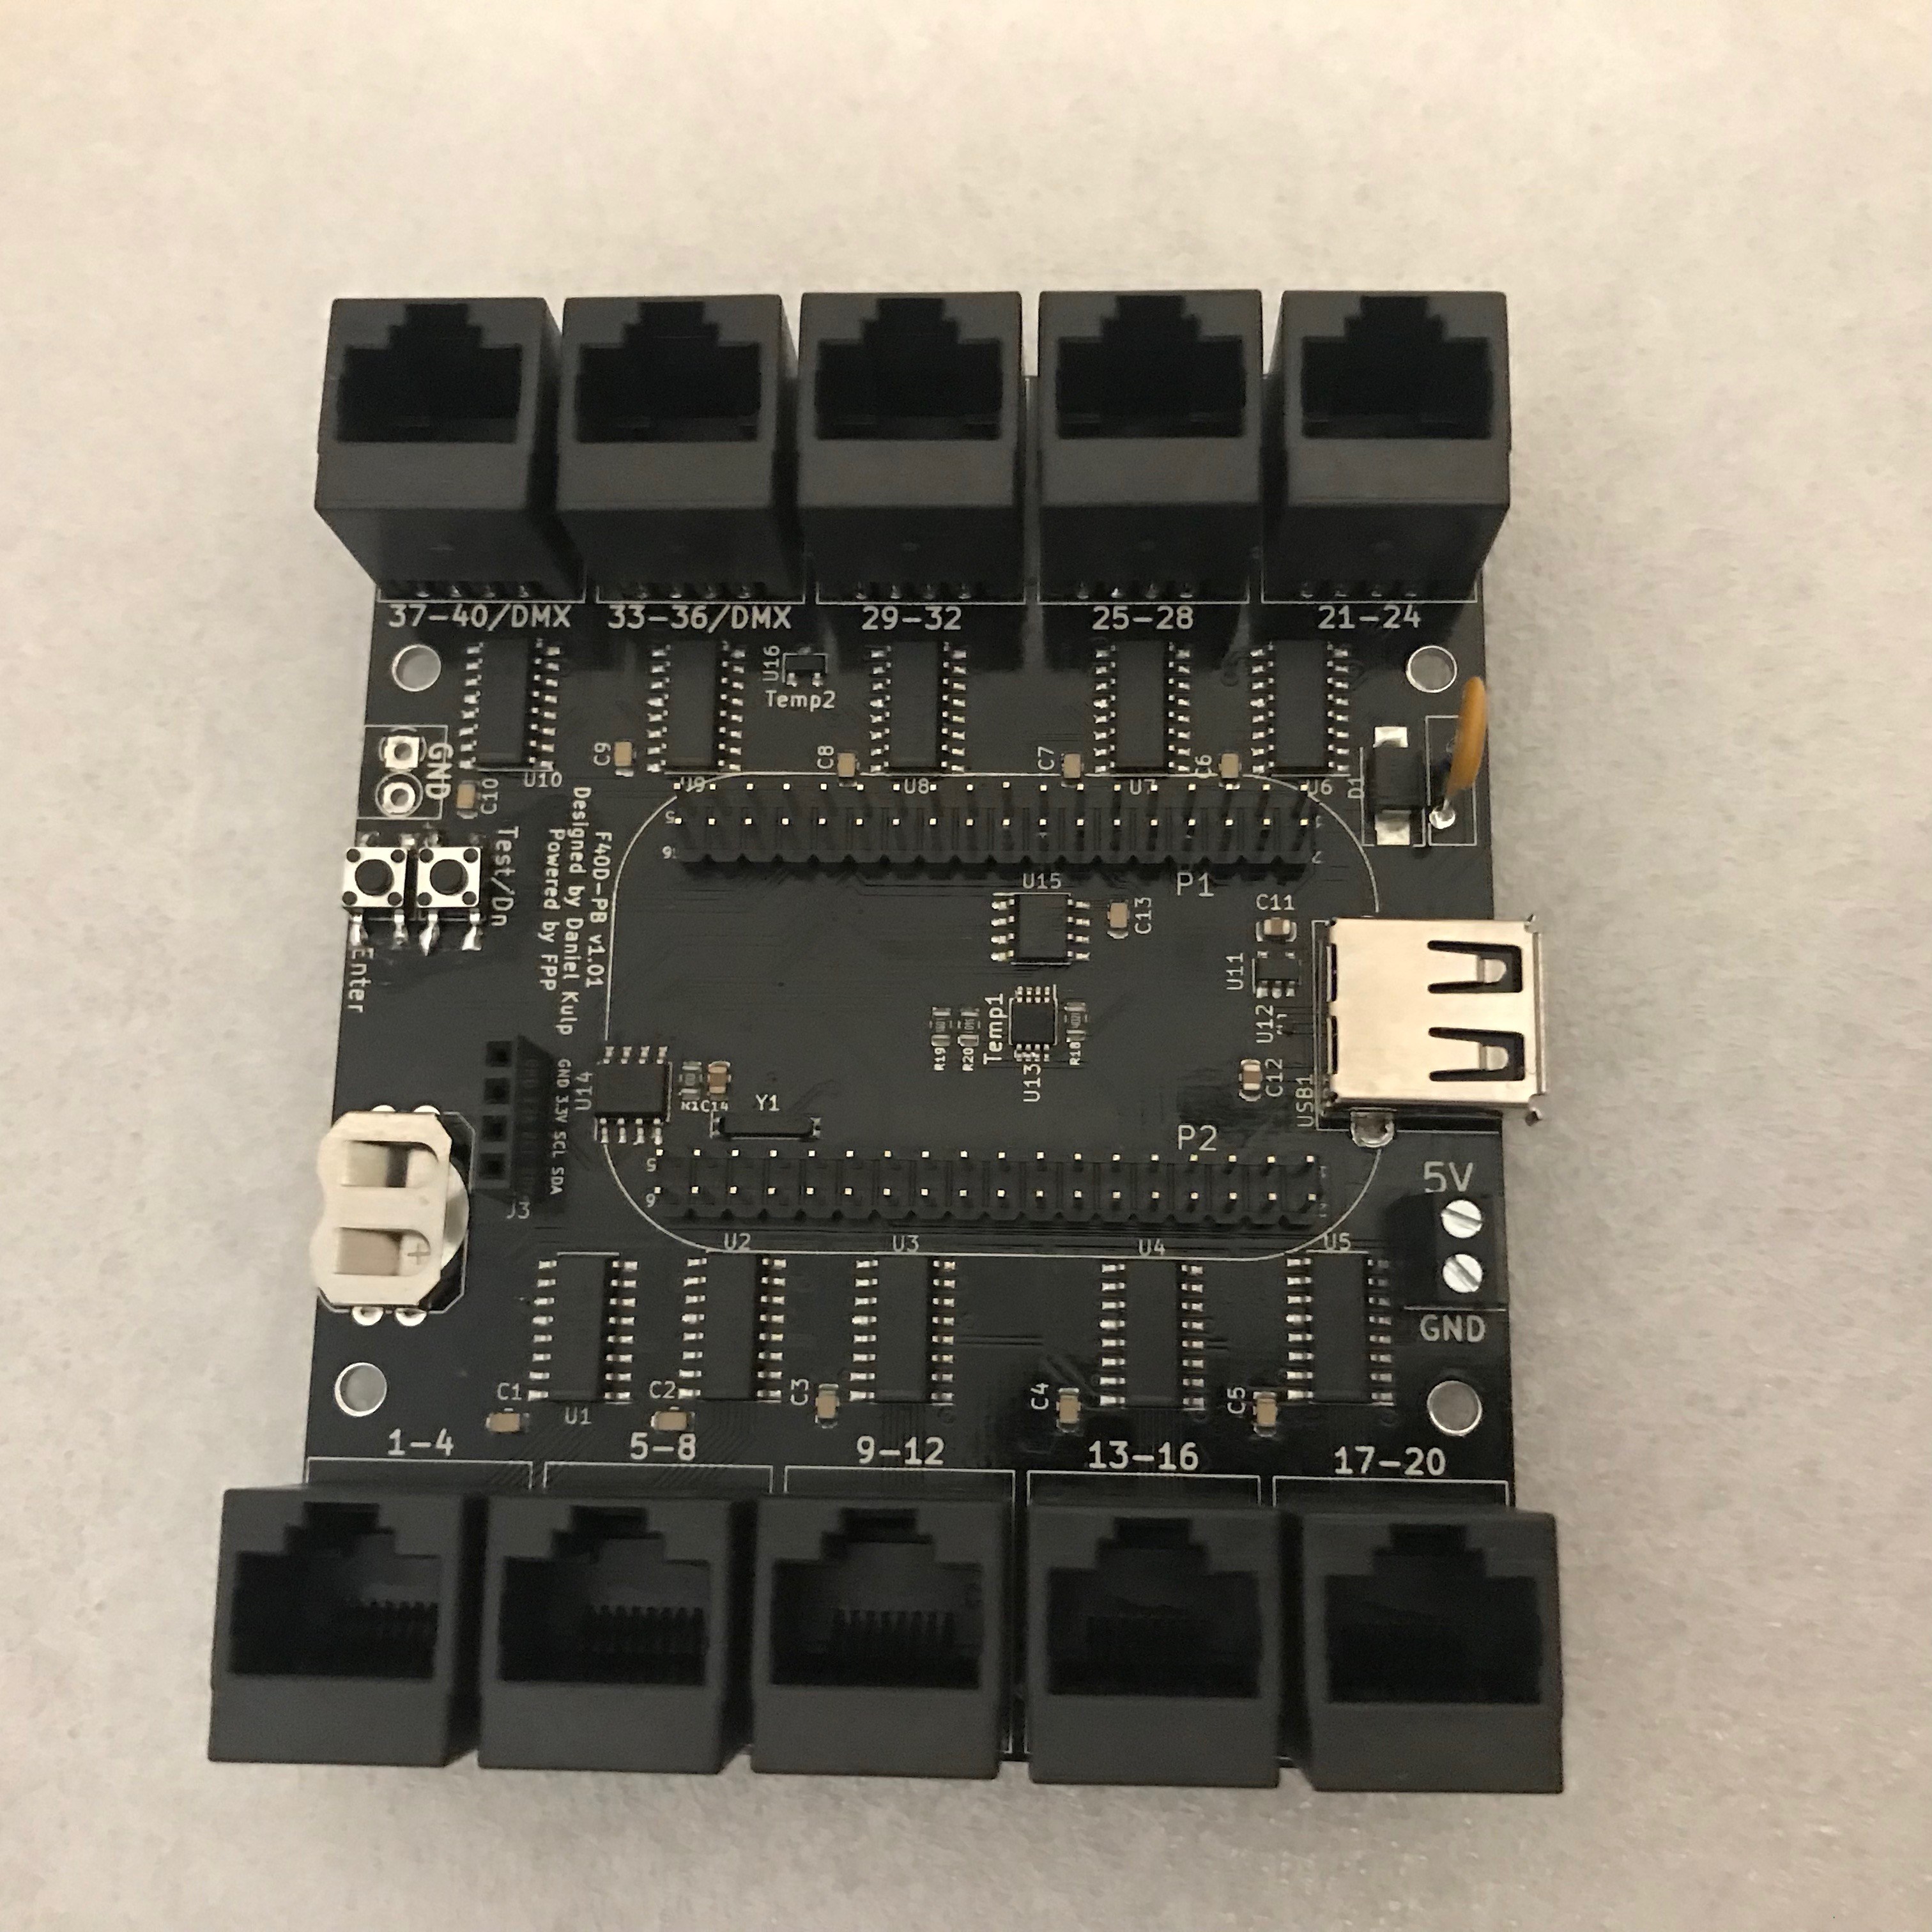 37-40/DMX
33-36/DMX
29-32
25-28
21-24
U16
Temp2
GND
C10
U10
C9
U9
C8
U8
C7
U7
C6
U6
D1
Test/Dn
Enter
F40D-PB v1.01
Designed by Daniel Kulp
Powered by FPP
P1
U15
C13
C11
U11
U12
C12
USB1
R19
R20
Temp1
R18
U13
GND 3.3V SCL SDA
J3
U14
R1
C14
Y1
P2
5V
GND
U2
U3
U4
U5
C1
U1
C2
C3
C4
C5
1-4
5-8
9-12
13-16
17-20
+